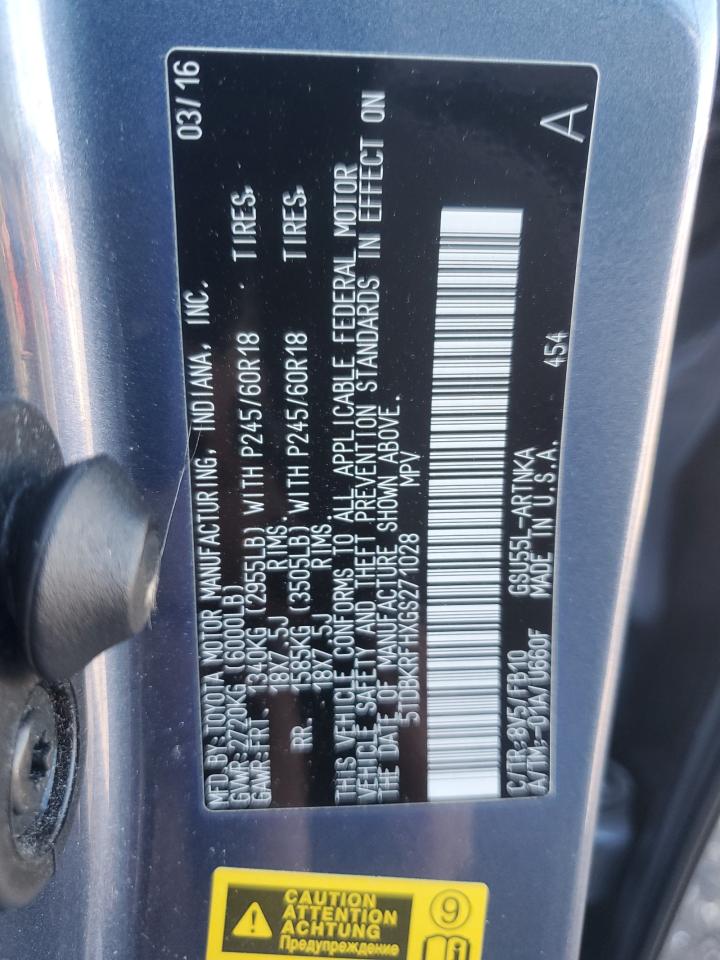 MFD. BY: TOYOTA MOTOR MANUFACTURING, INDIANA, INC. 03/16
GVWR: 2720KG (6000LB)
GAWR: FRT. 1340KG (2955LB) WITH P245/60R18 TIRES,
18X7.5J RIMS.
RR. 1585KG (3505LB) WITH P245/60R18 TIRES,
18X7.5J RIMS.
THIS VEHICLE CONFORMS TO ALL APPLICABLE FEDERAL MOTOR
VEHICLE SAFETY AND THEFT PREVENTION STANDARDS IN EFFECT ON
THE DATE OF MANUFACTURE SHOWN ABOVE.
5TDBKRFHXGS271028 MPV
A
C/TR: 8V5/FB10 GSU55L-ARTNKA
A/TM:-01A/U660F MADE IN U.S.A. 454
CAUTION
ATTENTION
ACHTUNG
Предупреждение
9